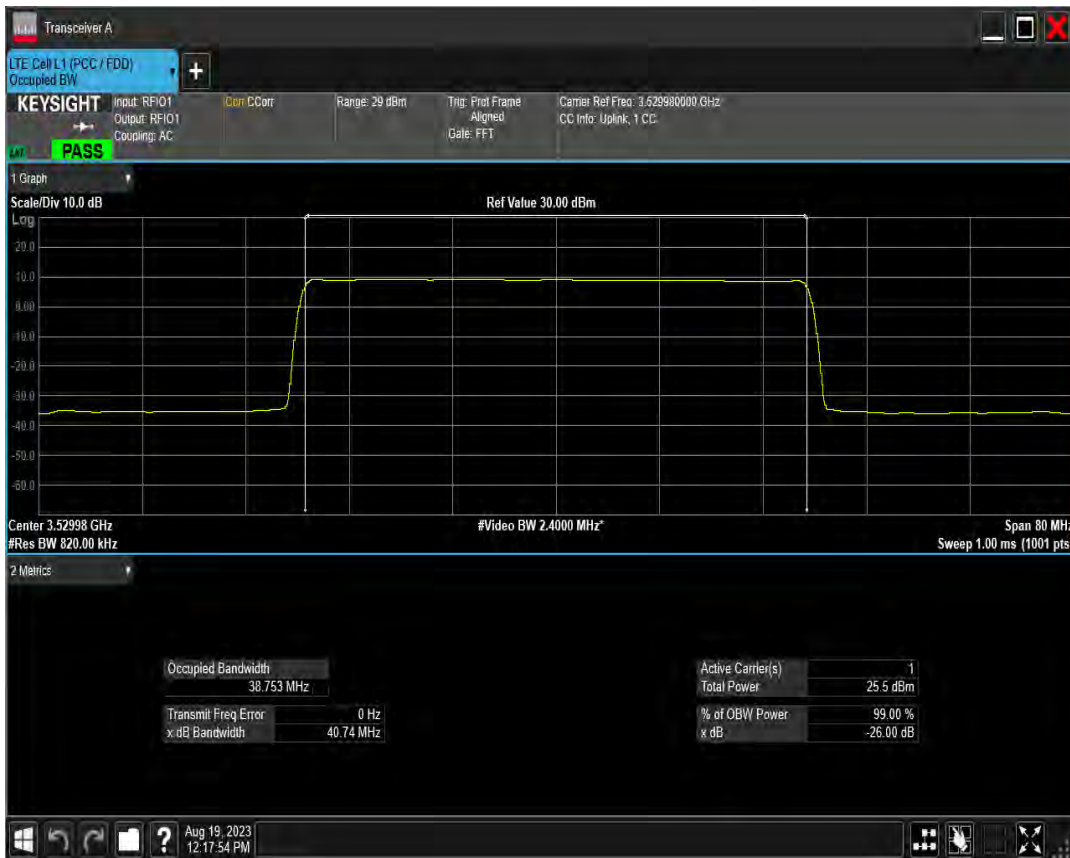 Transceiver A
LTE Cell L1 (PCC / FDD)
Occupied BW
+
KEYSIGHT
Input: RFIO1
Output: RFIO1
Coupling: AC
Corr CCorr
Range: 29 dBm
Trig: Prot Frame
Aligned
Gate: FFT
Carrier Ref Freq: 3.529980000 GHz
CC Info: Uplink, 1 CC
PASS
1 Graph
Scale/Div 10.0 dB
Ref Value 30.00 dBm
Log
20.0
10.0
0.00
-10.0
-20.0
-30.0
-40.0
-50.0
-60.0
Center 3.52998 GHz
#Video BW 2.4000 MHz*
Span 80 MHz
#Res BW 820.00 kHz
Sweep 1.00 ms (1001 pts
2 Metrics
Occupied Bandwidth
38.753 MHz
Transmit Freq Error 0 Hz
x dB Bandwidth 40.74 MHz
Active Carrier(s) 1
Total Power 25.5 dBm
% of OBW Power 99.00 %
x dB -26.00 dB
?
Aug 19, 2023
12:17:54 PM